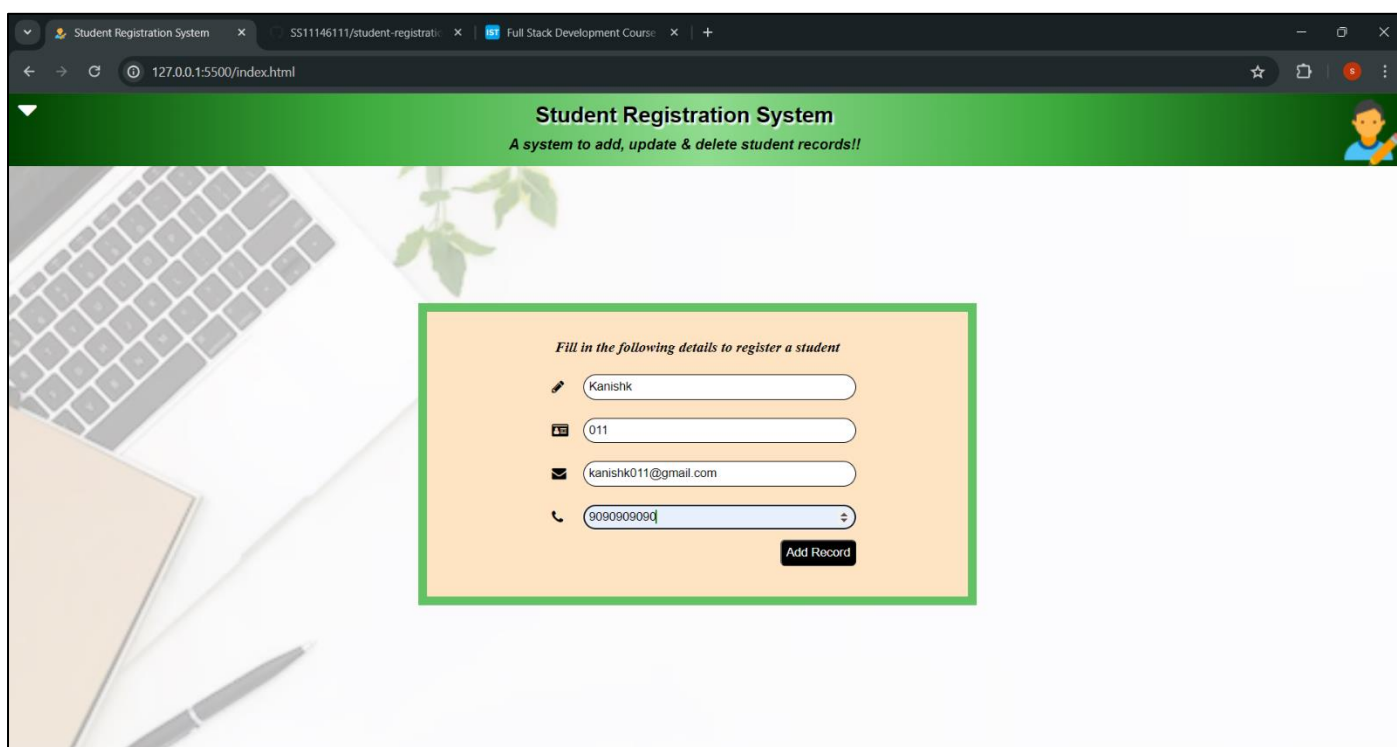 Student Registration System
SS11146111/student-registratio
IST Full Stack Development Course
127.0.0.1:5500/index.html
S
Student Registration System
A system to add, update & delete student records!!
Fill in the following details to register a student
Kanishk
011
kanishk011@gmail.com
9090909090
Add Record